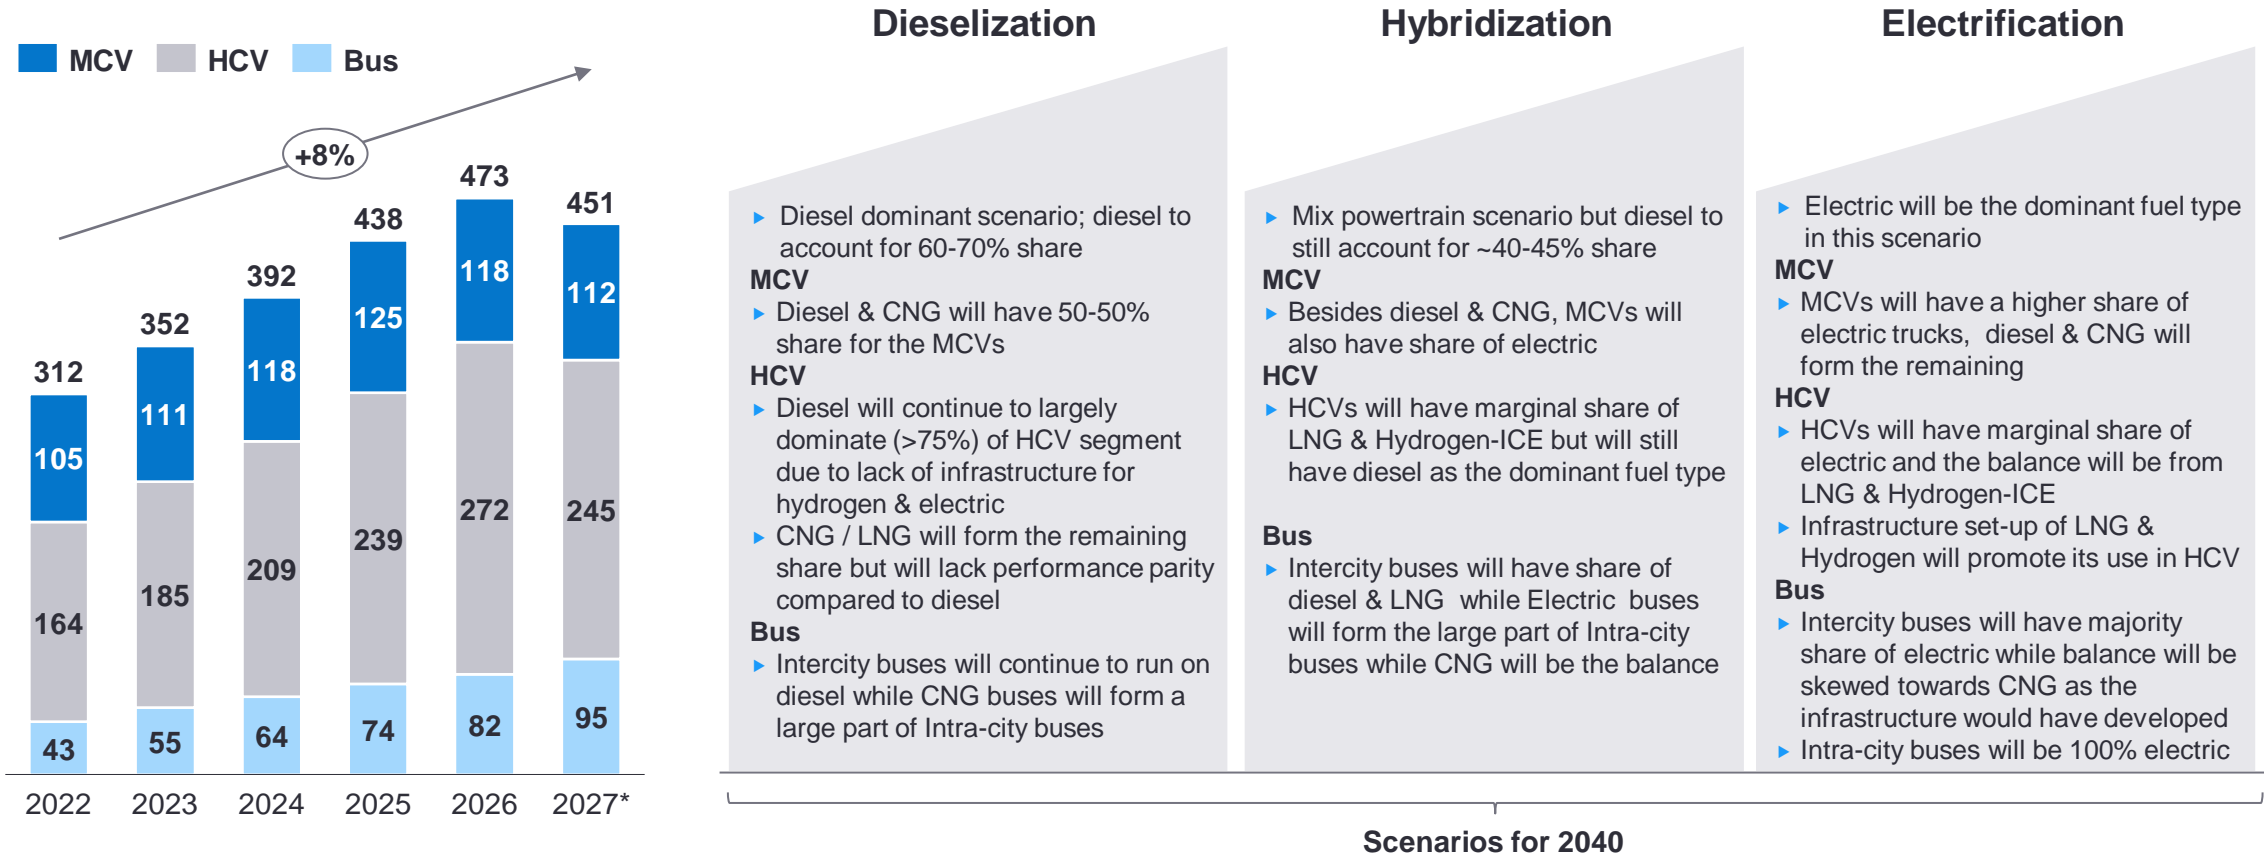 MCV HCV Bus
+8%
312 352 392 438 473 451
105 111 118 125 118 112
164 185 209 239 272 245
43 55 64 74 82 95
2022 2023 2024 2025 2026 2027*
Dieselization
Diesel dominant scenario; diesel to
account for 60-70% share
MCV
Diesel & CNG will have 50-50%
share for the MCVs
HCV
Diesel will continue to largely
dominate (>75%) of HCV segment
due to lack of infrastructure for
hydrogen & electric
CNG / LNG will form the remaining
share but will lack performance parity
compared to diesel
Bus
Intercity buses will continue to run on
diesel while CNG buses will form a
large part of Intra-city buses
Hybridization
Mix powertrain scenario but diesel to
still account for ~40-45% share
MCV
Besides diesel & CNG, MCVs will
also have share of electric
HCV
HCVs will have marginal share of
LNG & Hydrogen-ICE but will still
have diesel as the dominant fuel type
Bus
Intercity buses will have share of
diesel & LNG while Electric buses
will form the large part of Intra-city
buses while CNG will be the balance
Electrification
Electric will be the dominant fuel type
in this scenario
MCV
MCVs will have a higher share of
electric trucks, diesel & CNG will
form the remaining
HCV
HCVs will have marginal share of
electric and the balance will be from
LNG & Hydrogen-ICE
Infrastructure set-up of LNG &
Hydrogen will promote its use in HCV
Bus
Intercity buses will have majority
share of electric while balance will be
skewed towards CNG as the
infrastructure would have developed
Intra-city buses will be 100% electric
Scenarios for 2040